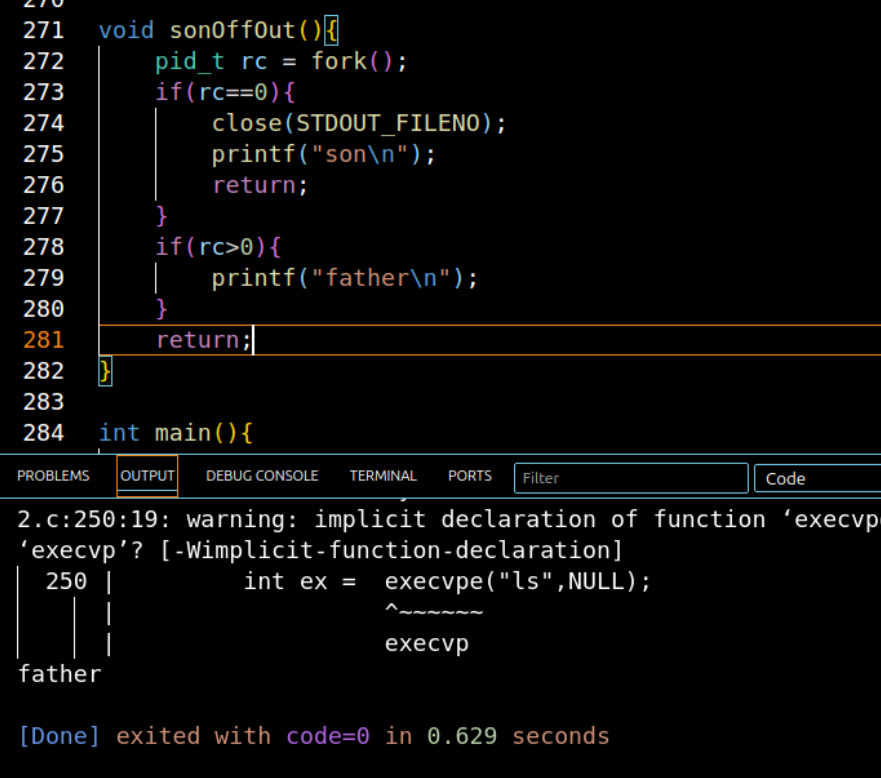 270
271 void sonOffOut(){
272     pid_t rc = fork();
273     if(rc==0){
274         close(STDOUT_FILENO);
275         printf("son\n");
276         return;
277     }
278     if(rc>0){
279         printf("father\n");
280     }
281     return;
282 }
283
284 int main(){
PROBLEMS OUTPUT DEBUG CONSOLE TERMINAL PORTS Filter Code
2.c:250:19: warning: implicit declaration of function ‘execvp
‘execvp’? [-Wimplicit-function-declaration]
250 |         int ex =  execvpe("ls",NULL);
|                   ^~~~~~~
|                   execvp
father
[Done] exited with code=0 in 0.629 seconds